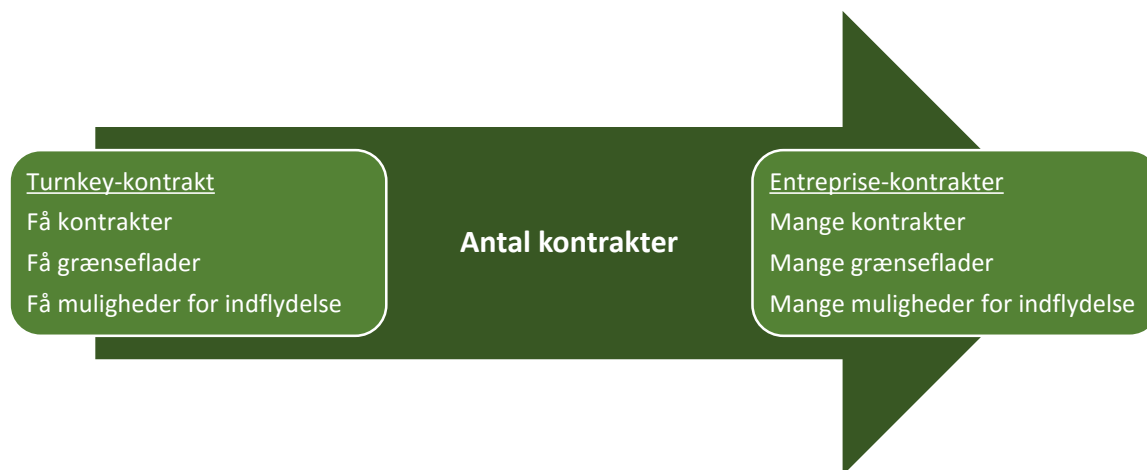 Turnkey-kontrakt
Få kontrakter
Få grænseflader
Få muligheder for indflydelse
Antal kontrakter
Entreprise-kontrakter
Mange kontrakter
Mange grænseflader
Mange muligheder for indflydelse